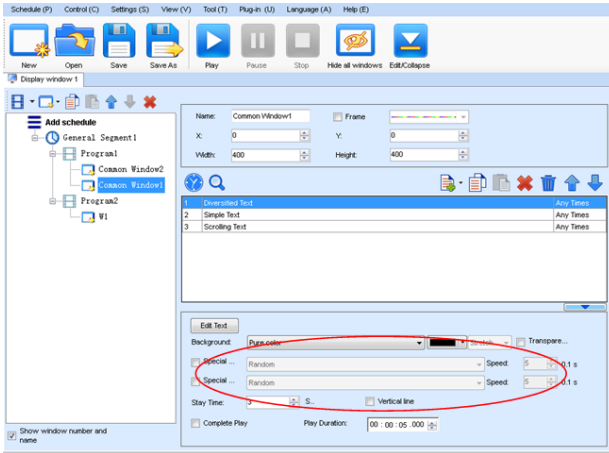 Schedule (P) Control (C) Settings (S) View (V) Tool (T) Plug-in (U) Language (A) Help (E)
New Open Save Save As Play Pause Stop Hide all windows Edit/Collapse
Display window 1
Add schedule
General Segment1
Program1
Common Window2
Common Window1
Program2
W1
Show window number and
name
Name: Common Window1 Frame
X: 0 Y: 0
Width: 400 Height: 400
1 Diversified Text Any Times
2 Simple Text Any Times
3 Scrolling Text Any Times
Edit Text
Background: Pure color Stretch Transpare...
Special ... Random Speed: 5 0.1 s
Special ... Random Speed: 5 0.1 s
Stay Time: 3 S... Vertical line
Complete Play Play Duration: 00 : 00 : 05 .000